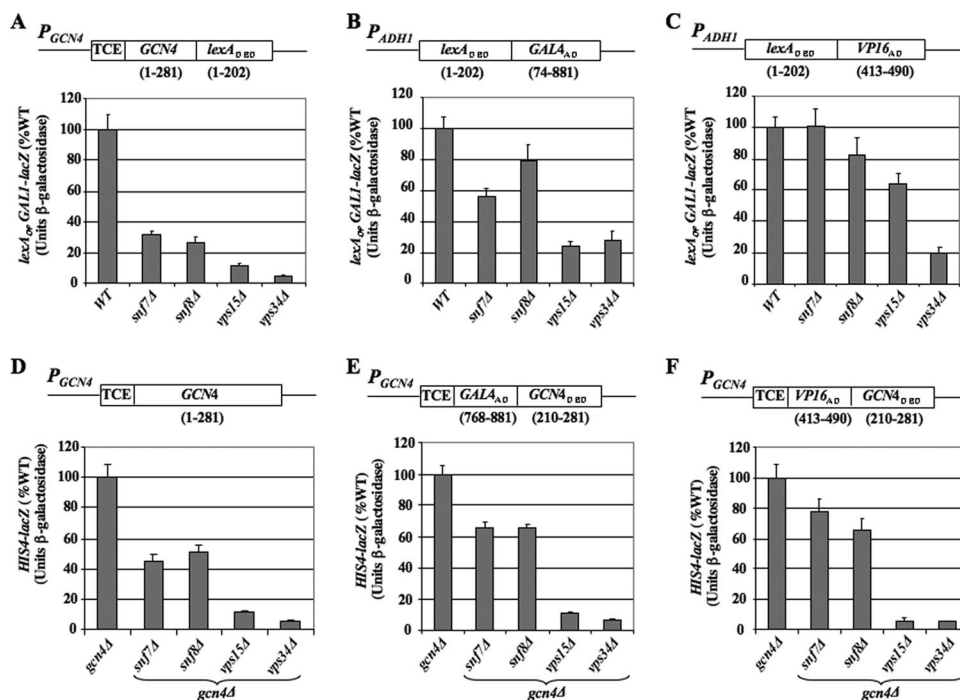 A
P_GCN4
TCE GCN4 lexA_DBD
(1-281) (1-202)
lexA_OP GAL1-lacZ (%WT)
(Units β-galactosidase)
120
100
80
60
40
20
0
WT snf7Δ snf8Δ vps15Δ vps34Δ
B
P_ADH1
lexA_DBD GAL4_AD
(1-202) (74-881)
lexA_OP GAL1-lacZ (%WT)
(Units β-galactosidase)
120
100
80
60
40
20
0
WT snf7Δ snf8Δ vps15Δ vps34Δ
C
P_ADH1
lexA_DBD VP16_AD
(1-202) (413-490)
lexA_OP GAL1-lacZ (%WT
(Units β-galactosidase)
120
100
80
60
40
20
0
WT snf7Δ snf8Δ vps15Δ vps34Δ
D
P_GCN4
TCE GCN4
(1-281)
HIS4-lacZ (%WT)
(Units β-galactosidase)
120
100
80
60
40
20
0
gcn4Δ snf7Δ snf8Δ vps15Δ vps34Δ
gcn4Δ
E
P_GCN4
TCE GAL4_AD GCN4_DBD
(768-881) (210-281)
HIS4-lacZ (%WT)
(Units β-galactosidase)
120
100
80
60
40
20
0
gcn4Δ snf7Δ snf8Δ vps15Δ vps34Δ
gcn4Δ
F
P_GCN4
TCE VP16_AD GCN4_DBD
(413-490) (210-281)
HIS4-lacZ (%WT)
(Units β-galactosidase)
120
100
80
60
40
20
0
gcn4Δ snf7Δ snf8Δ vps15Δ vps34Δ
gcn4Δ